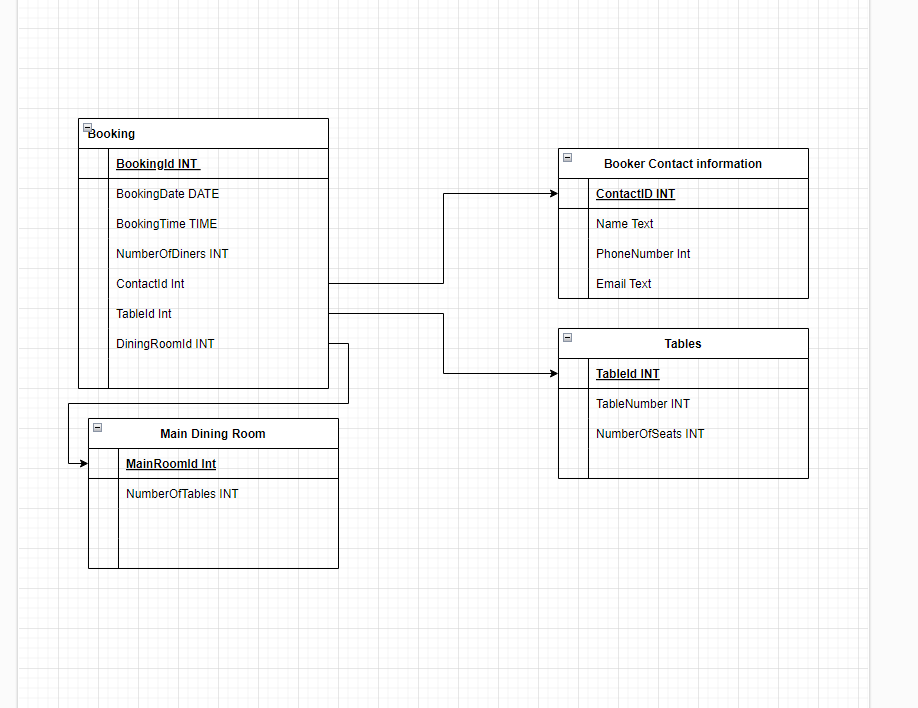 Booking
BookingId INT
BookingDate DATE
BookingTime TIME
NumberOfDiners INT
ContactId Int
TableId Int
DiningRoomId INT
Booker Contact information
ContactID INT
Name Text
PhoneNumber Int
Email Text
Tables
TableId INT
TableNumber INT
NumberOfSeats INT
Main Dining Room
MainRoomId Int
NumberOfTables INT